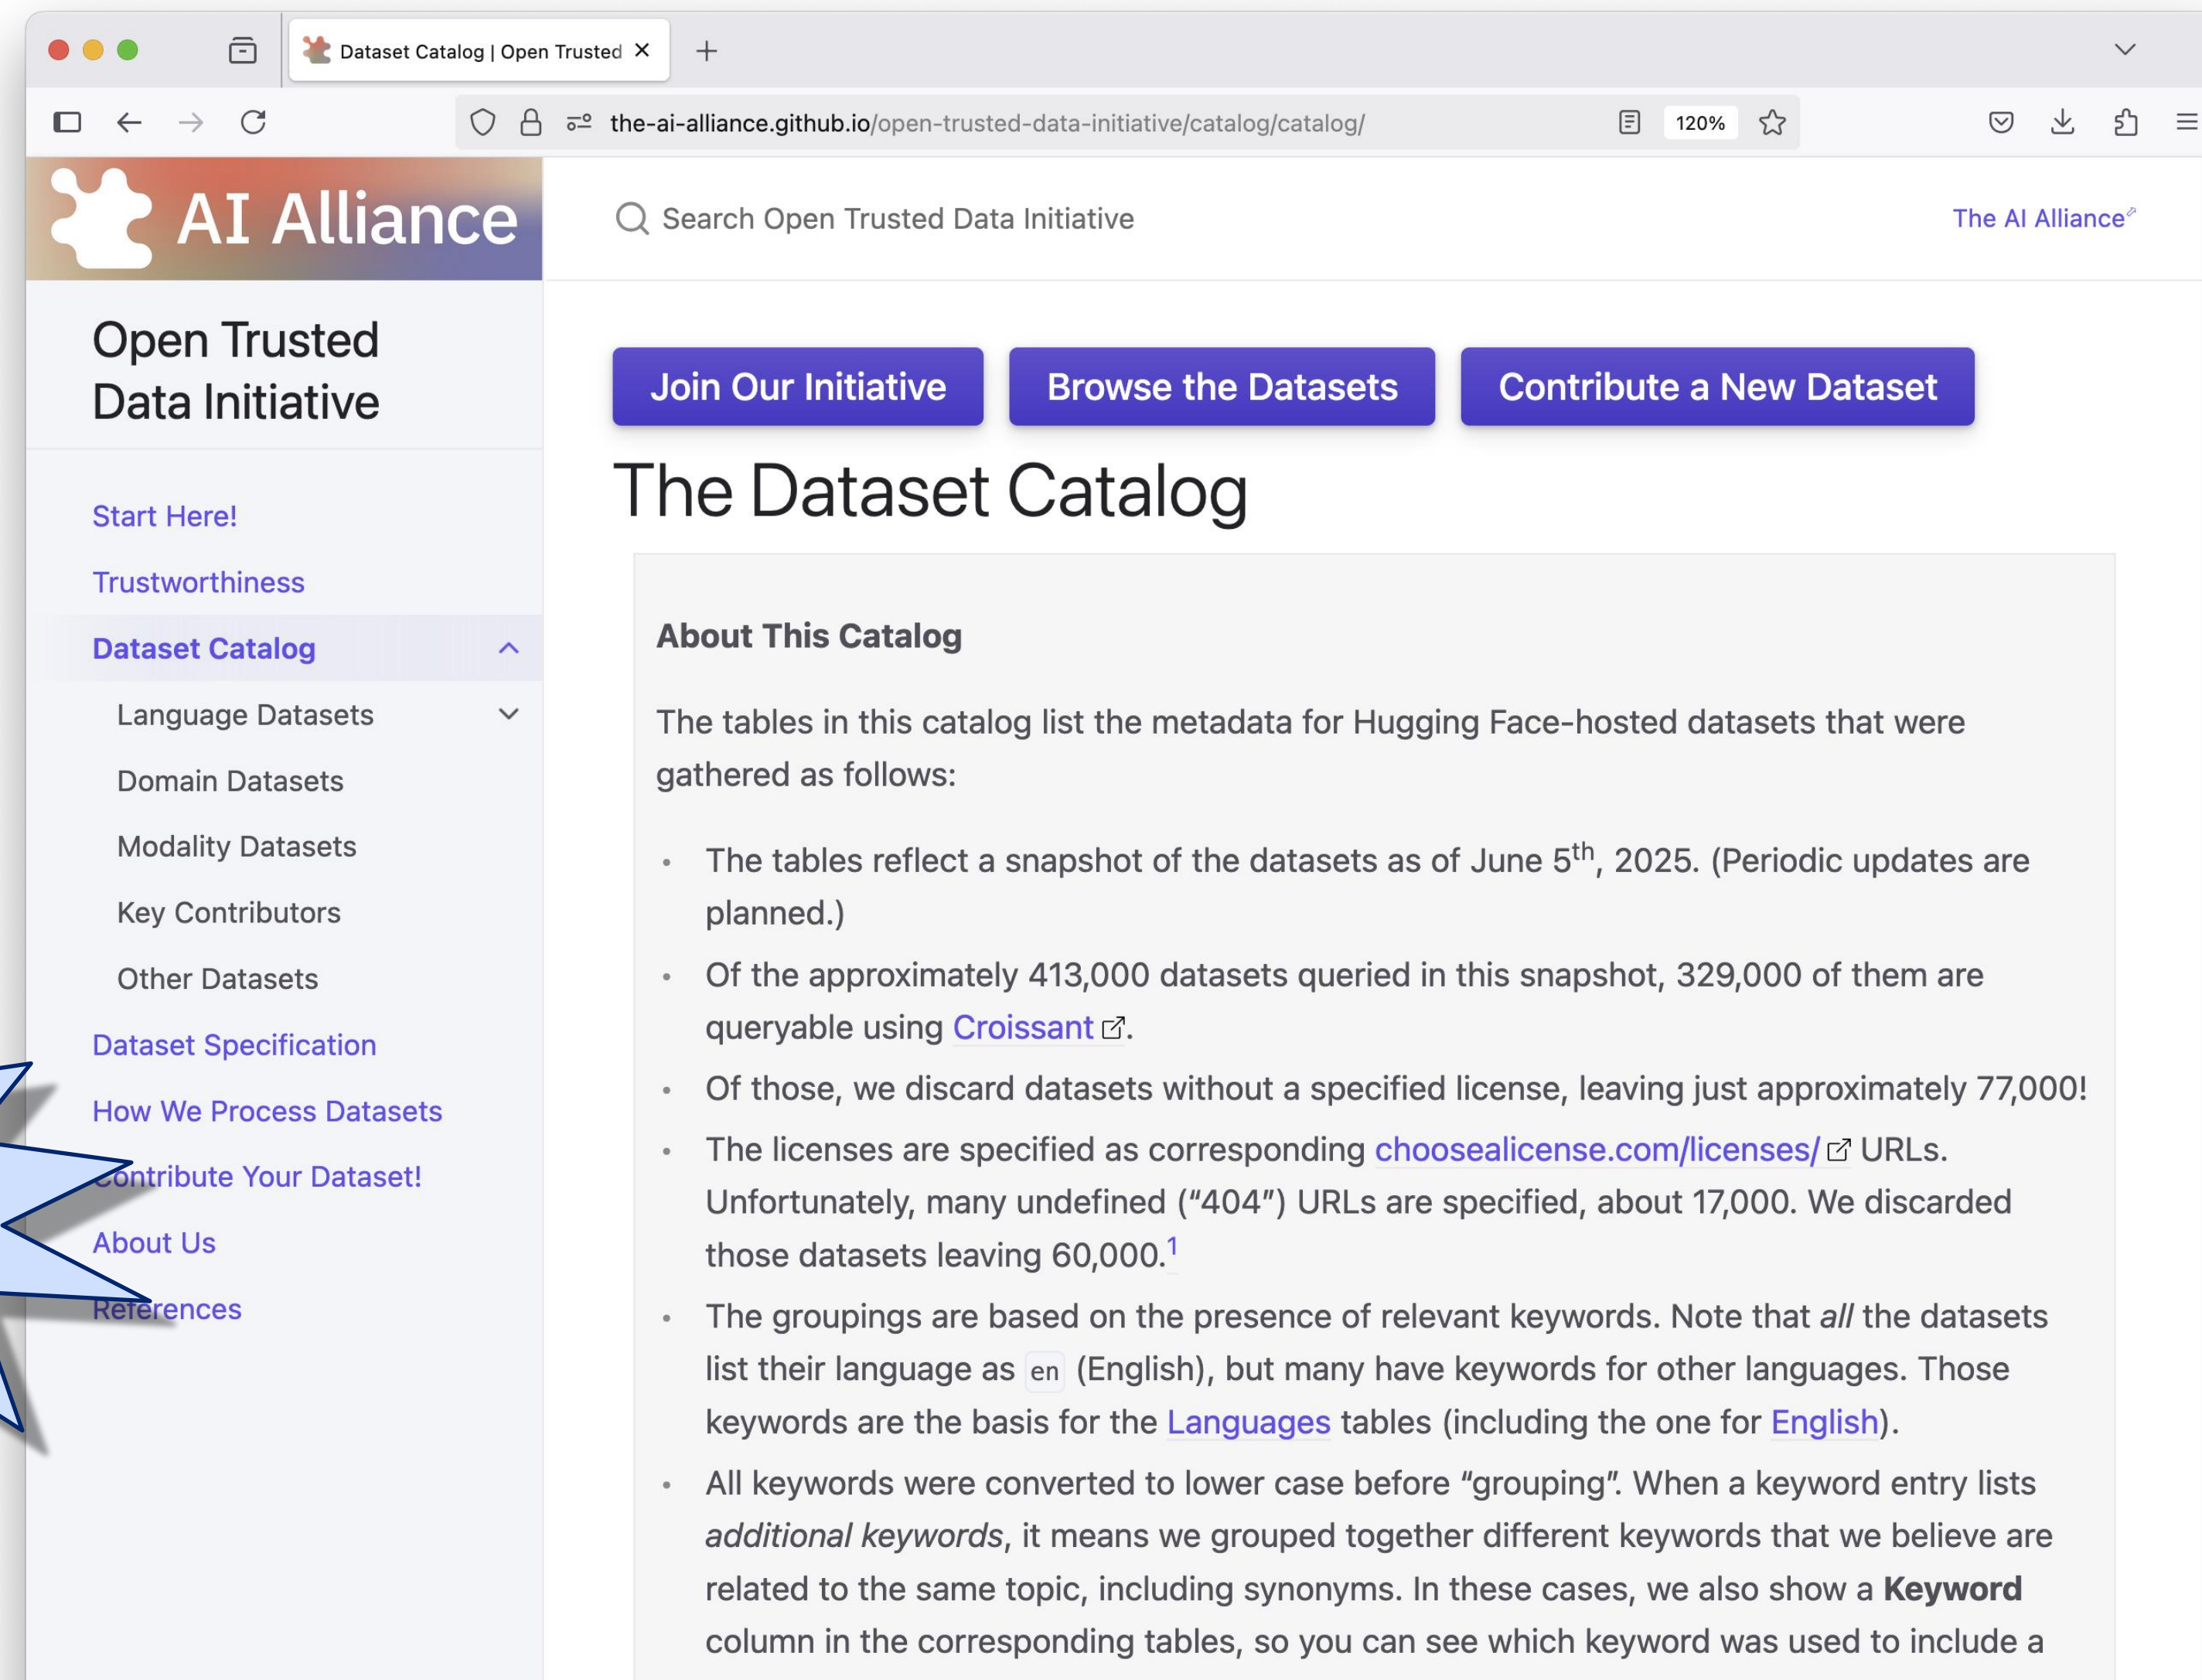 Dataset Catalog | Open Trusted
the-ai-alliance.github.io/open-trusted-data-initiative/catalog/catalog/
120%
AI Alliance
Search Open Trusted Data Initiative
The AI Alliance
Open Trusted
Data Initiative
Start Here!
Trustworthiness
Dataset Catalog
Language Datasets
Domain Datasets
Modality Datasets
Key Contributors
Other Datasets
Dataset Specification
How We Process Datasets
Contribute Your Dataset!
About Us
References
Join Our Initiative
Browse the Datasets
Contribute a New Dataset
The Dataset Catalog
About This Catalog
The tables in this catalog list the metadata for Hugging Face-hosted datasets that were
gathered as follows:
• The tables reflect a snapshot of the datasets as of June 5th, 2025. (Periodic updates are
planned.)
• Of the approximately 413,000 datasets queried in this snapshot, 329,000 of them are
queryable using Croissant.
• Of those, we discard datasets without a specified license, leaving just approximately 77,000!
• The licenses are specified as corresponding choosealicense.com/licenses/ URLs.
Unfortunately, many undefined (“404”) URLs are specified, about 17,000. We discarded
those datasets leaving 60,000.1
• The groupings are based on the presence of relevant keywords. Note that all the datasets
list their language as en (English), but many have keywords for other languages. Those
keywords are the basis for the Languages tables (including the one for English).
• All keywords were converted to lower case before “grouping”. When a keyword entry lists
additional keywords, it means we grouped together different keywords that we believe are
related to the same topic, including synonyms. In these cases, we also show a Keyword
column in the corresponding tables, so you can see which keyword was used to include a